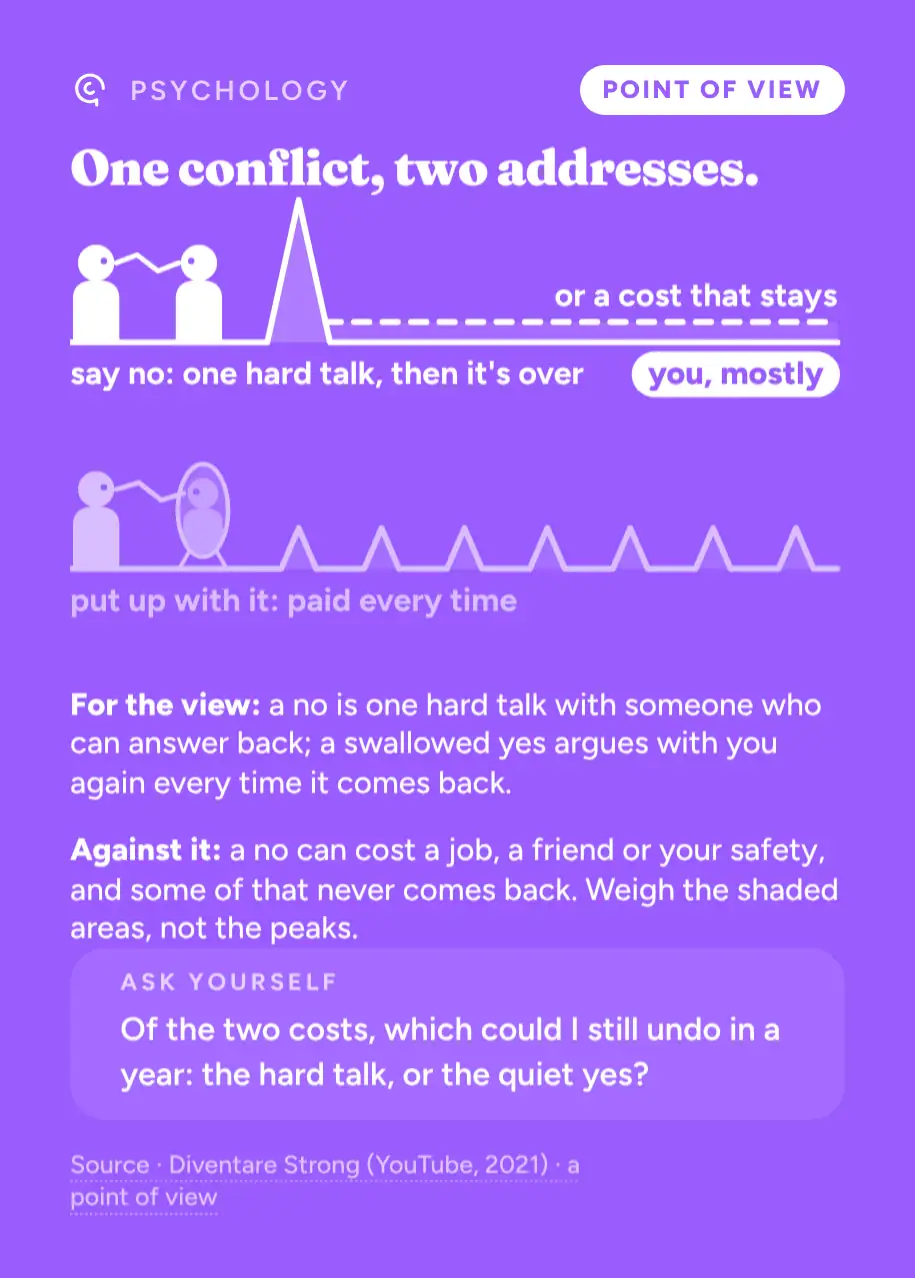 PSYCHOLOGY
POINT OF VIEW
One conflict, two addresses.
or a cost that stays
say no: one hard talk, then it's over
you, mostly
put up with it: paid every time
For the view: a no is one hard talk with someone who
can answer back; a swallowed yes argues with you
again every time it comes back.
Against it: a no can cost a job, a friend or your safety,
and some of that never comes back. Weigh the shaded
areas, not the peaks.
ASK YOURSELF
Of the two costs, which could I still undo in a
year: the hard talk, or the quiet yes?
Source · Diventare Strong (YouTube, 2021) · a
point of view